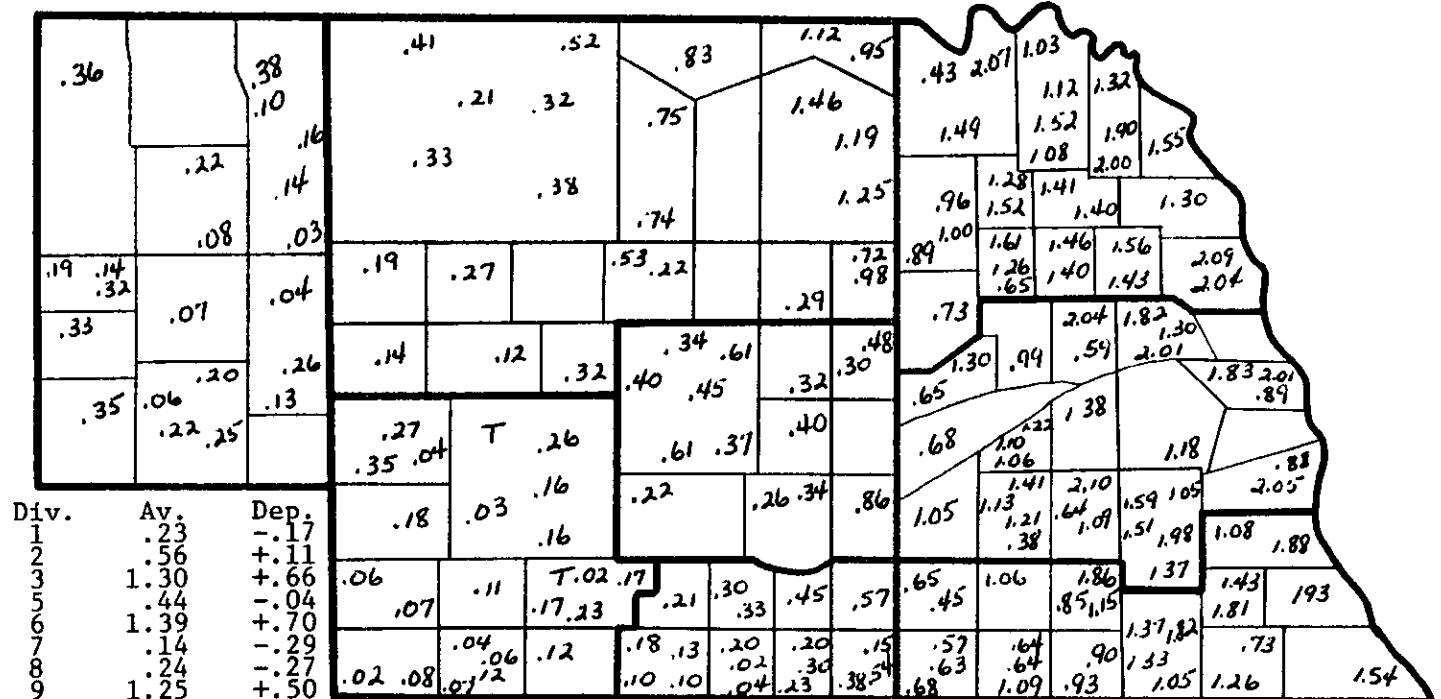 .41 .52 1.12
.36 .38 .83 .95 .43 2.07 1.03
.10 .21 .32 1.46 1.12 1.32
.75
.16 .33 1.19 1.49 1.52 1.90 1.55
.22 1.08 2.00
.14 .38 1.25 1.28 1.41
.74 .96 1.52 1.40 1.30
.08 .03 1.00
.19 .14 .19 .27 .53 .22 .72 .89 1.61 1.46 1.56 2.09
.32 .04 .98 1.26 1.40 1.43 2.04
.07 .29 .65
.33 .73 2.04 1.82
.14 .12 .34 .61 .48 1.30
.26 .32 .40 .45 .32 .30 1.30 .99 .59 2.01
.20 .65 1.83 2.01
.35 .06 .13 .89
.22 .25 .27 T .26 .40 1.38
.35 .04 .61 .37 .68 1.22
1.10
1.06 1.18
.16 .22 .26 .34 .86 1.41 2.10 .88
.18 .03 1.05 1.13 1.21 .64 1.09 1.59 1.05 2.05
.16 .38 1.51 1.98 1.08
Div. Av. Dep.
1 .23 -.17
2 .56 +.11
3 1.30 +.66
5 .44 -.04
6 1.39 +.70
7 .14 -.29
8 .24 -.27
9 1.25 +.50
1.37 1.88
.06 .11 T .02 .17 .30 .65 1.06 1.86 1.43
.07 .17 .23 .21 .33 .45 .57 .45 .85 1.15 1.81 193
.04 .18 .13 .20 .20 .15 .57 .64 1.37 1.82 .73
.06 .12 .02 .30 .63 .64 .90 1.33
.02 .08 .07 .12 .10 .10 .04 .23 .38 .54 .68 1.09 .93 1.05 1.26 1.54